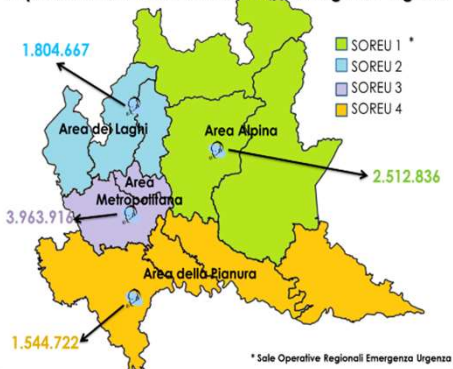 1.804.667
SOREU 1 *
SOREU 2
SOREU 3
SOREU 4
Area dei Laghi
Area Alpina
2.512.836
Area
Metropolitana
3.963.916
Area della Pianura
1.544.722
* Sale Operative Regionali Emergenza Urgenza